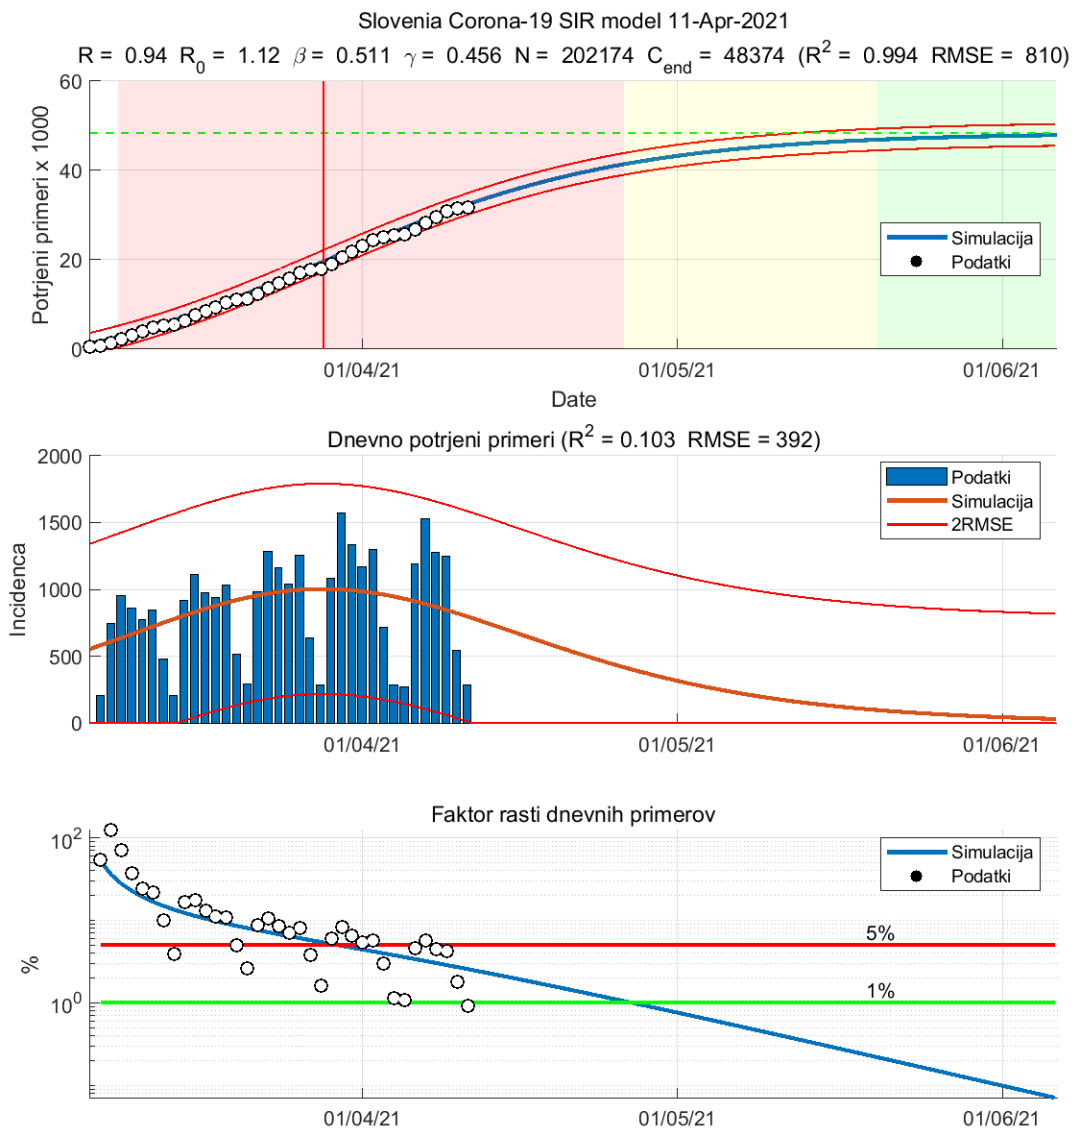 Slovenia Corona-19 SIR model 11-Apr-2021
R = 0.94 R0 = 1.12 β = 0.511 γ = 0.456 N = 202174 Cend = 48374 (R2 = 0.994 RMSE = 810)
Potrjeni primeri x 1000
60
40
20
0
Simulacija
Podatki
01/04/21
01/05/21
01/06/21
Date
Dnevno potrjeni primeri (R2 = 0.103 RMSE = 392)
Incidenca
2000
1500
1000
500
0
Podatki
Simulacija
2RMSE
01/04/21
01/05/21
01/06/21
Faktor rasti dnevnih primerov
%
102
100
Simulacija
Podatki
5%
1%
01/04/21
01/05/21
01/06/21